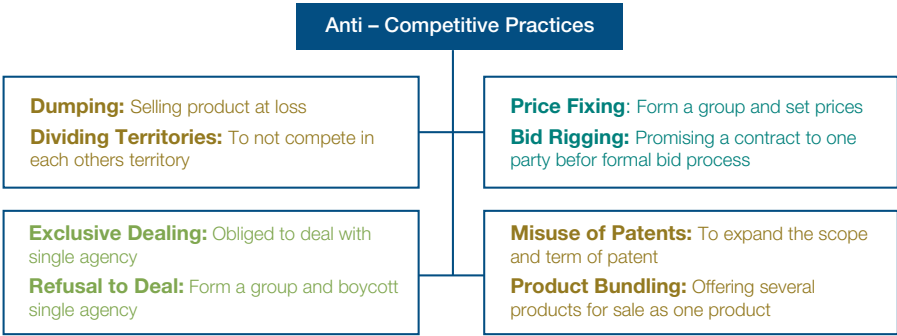 Anti – Competitive Practices
Dumping: Selling product at loss
Dividing Territories: To not compete in
each others territory
Price Fixing: Form a group and set prices
Bid Rigging: Promising a contract to one
party befor formal bid process
Exclusive Dealing: Obliged to deal with
single agency
Refusal to Deal: Form a group and boycott
single agency
Misuse of Patents: To expand the scope
and term of patent
Product Bundling: Offering several
products for sale as one product